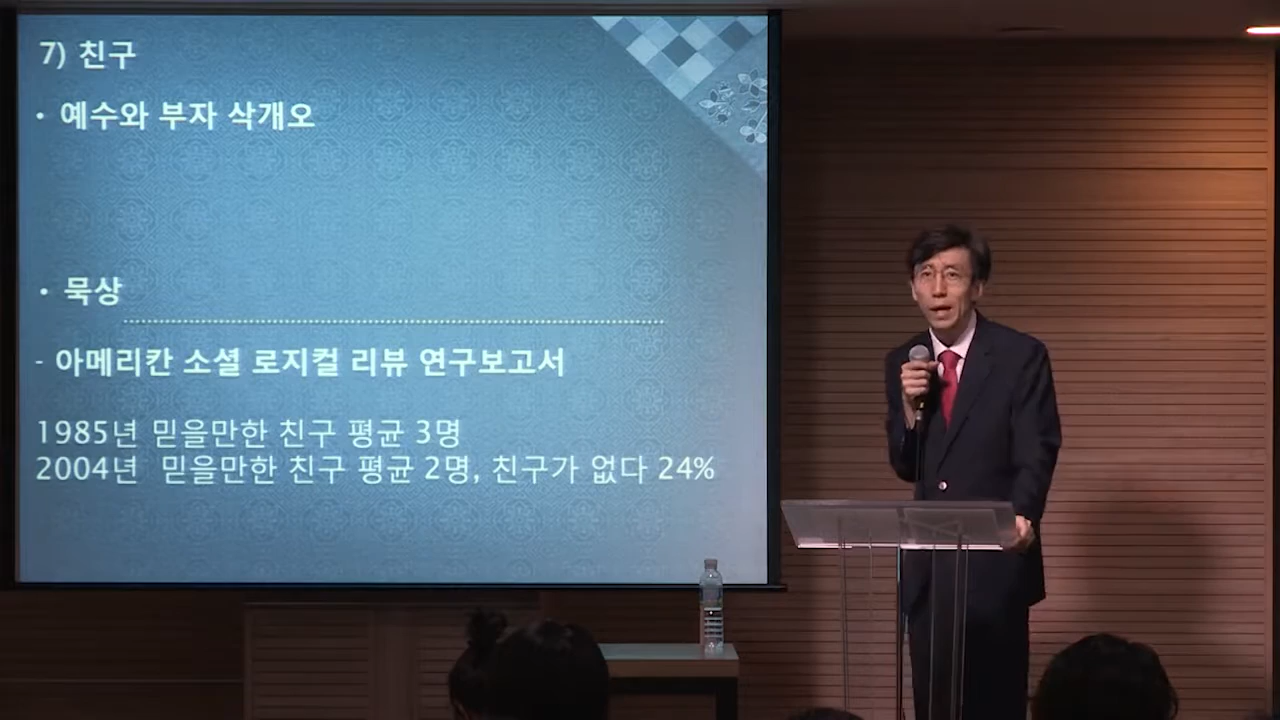 7) 친구
• 예수와 부자 삭개오
• 묵상
- 아메리칸 소셜 로지컬 리뷰 연구보고서
1985년 믿을만한 친구 평균 3명
2004년 믿을만한 친구 평균 2명, 친구가 없다 24%